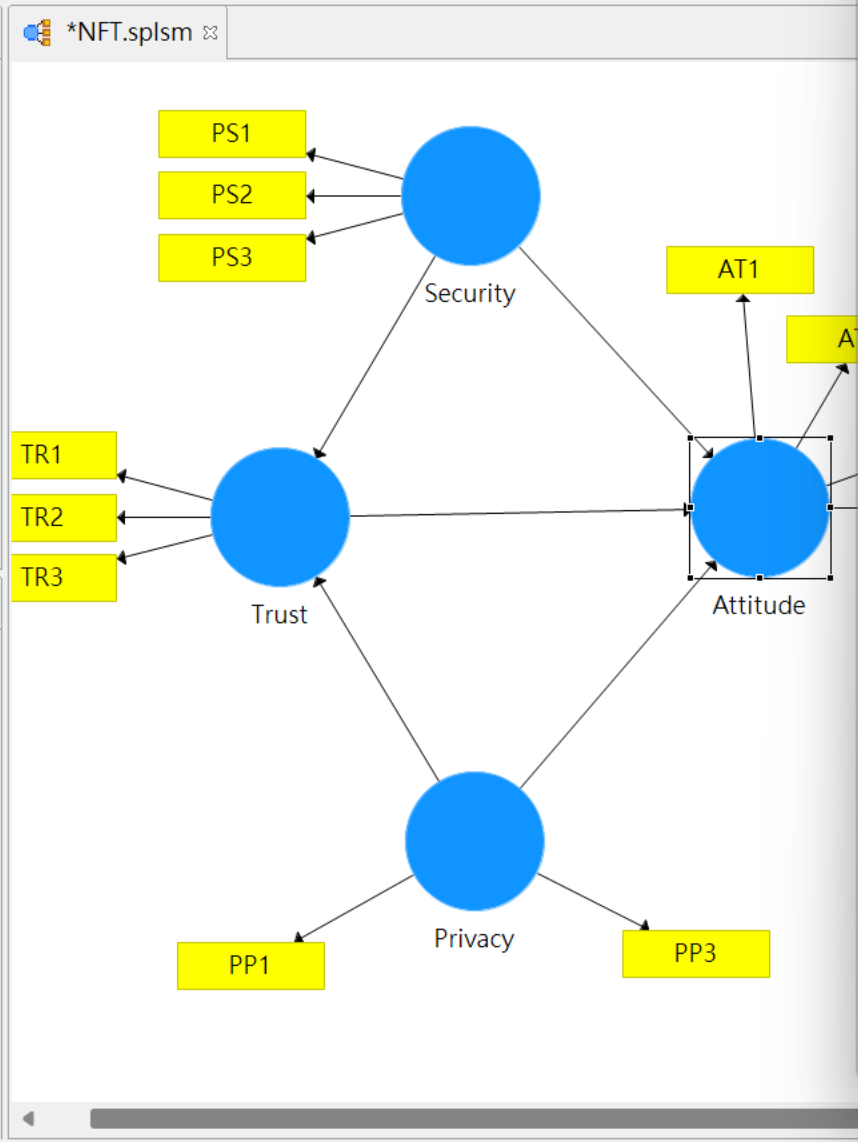 *NFT.splsm
PS1
PS2
PS3
Security
AT1
TR1
TR2
TR3
Trust
Attitude
Privacy
PP1
PP3